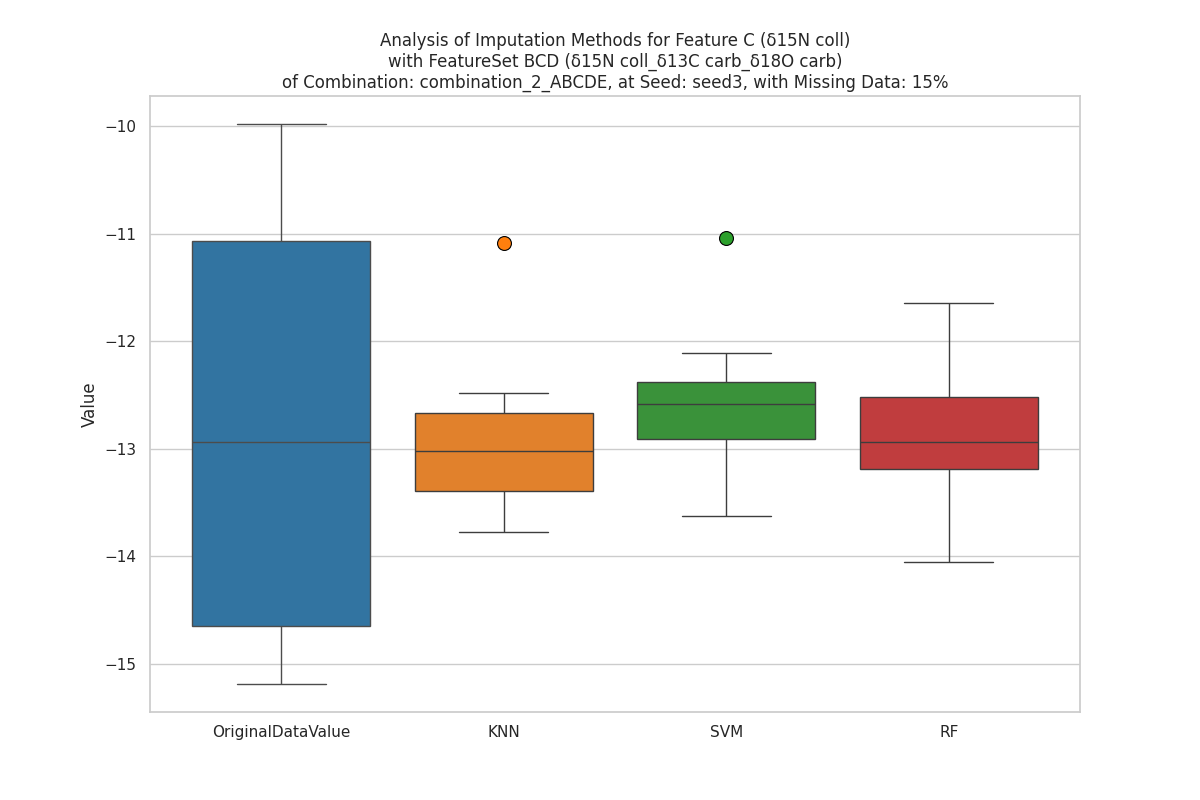 Analysis of Imputation Methods for Feature C (δ15N coll)
with FeatureSet BCD (δ15N coll_δ13C carb_δ18O carb)
of Combination: combination_2_ABCDE, at Seed: seed3, with Missing Data: 15%
−10
−11
−12
−13
−14
−15
Value
OriginalDataValue
KNN
SVM
RF